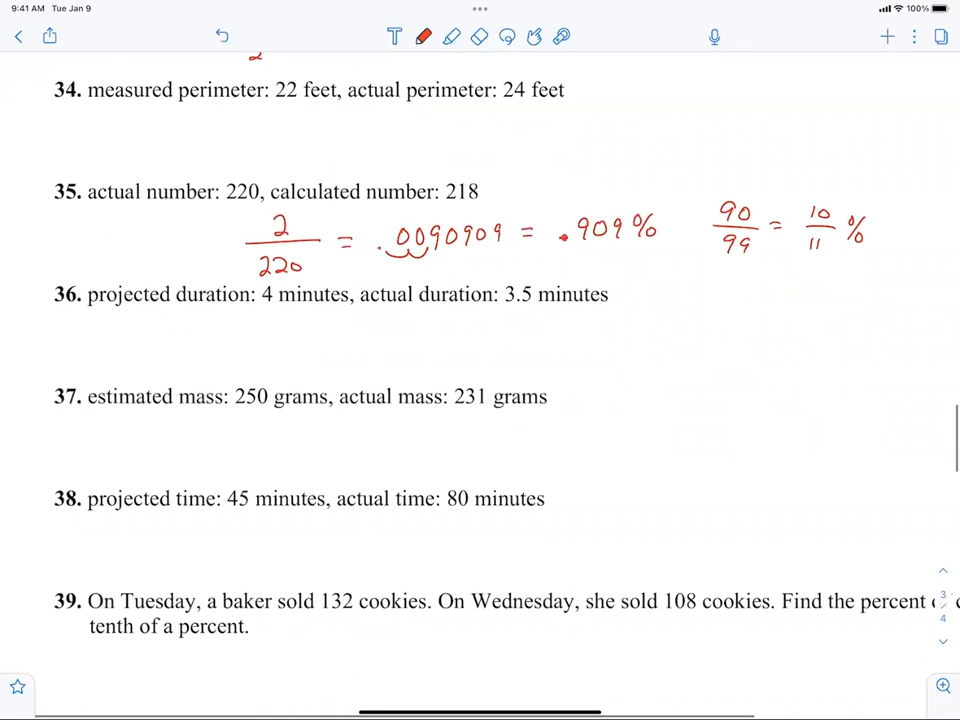 9:41 AM Tue Jan 9 100%
2
34. measured perimeter: 22 feet, actual perimeter: 24 feet
35. actual number: 220, calculated number: 218
2/220 = .0090909 = .909% 90/99 = 10/11 %
36. projected duration: 4 minutes, actual duration: 3.5 minutes
37. estimated mass: 250 grams, actual mass: 231 grams
38. projected time: 45 minutes, actual time: 80 minutes
39. On Tuesday, a baker sold 132 cookies. On Wednesday, she sold 108 cookies. Find the percent
tenth of a percent.
3
4